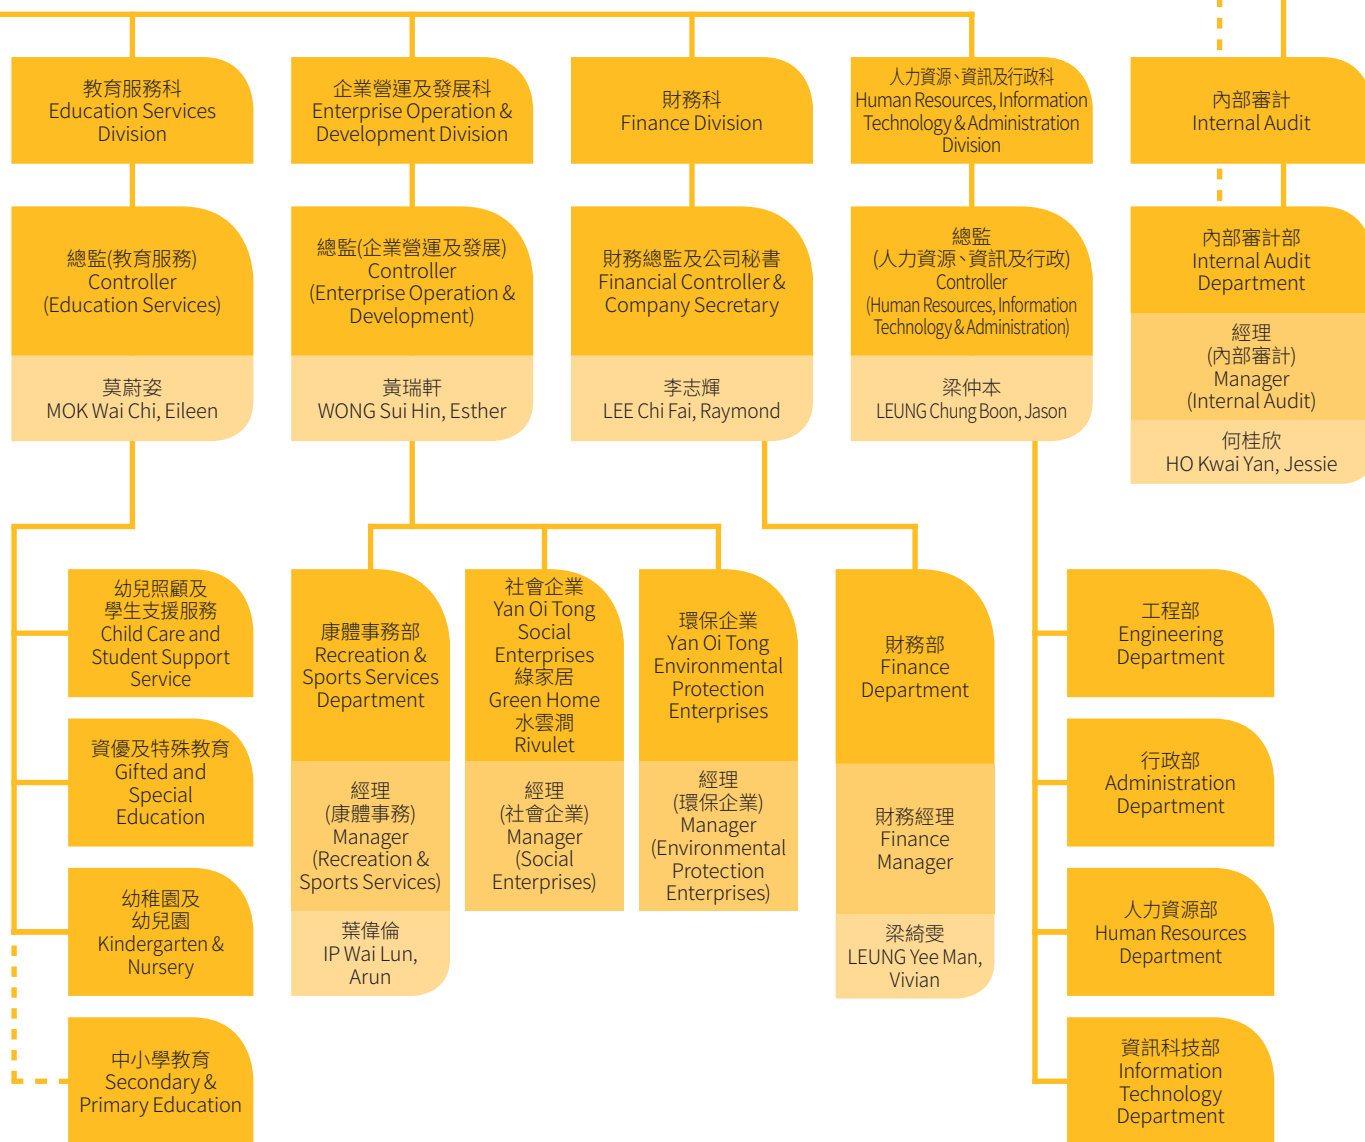 教育服務科
Education Services
Division
企業營運及發展科
Enterprise Operation &
Development Division
財務科
Finance Division
人力資源、資訊及行政科
Human Resources, Information
Technology & Administration
Division
內部審計
Internal Audit
總監(教育服務)
Controller
(Education Services)
莫蔚姿
MOK Wai Chi, Eileen
總監(企業營運及發展)
Controller
(Enterprise Operation &
Development)
黃瑞軒
WONG Sui Hin, Esther
財務總監及公司秘書
Financial Controller &
Company Secretary
李志輝
LEE Chi Fai, Raymond
總監
(人力資源、資訊及行政)
Controller
(Human Resources, Information
Technology & Administration)
梁仲本
LEUNG Chung Boon, Jason
內部審計部
Internal Audit
Department
經理
(內部審計)
Manager
(Internal Audit)
何桂欣
HO Kwai Yan, Jessie
幼兒照顧及
學生支援服務
Child Care and
Student Support
Service
資優及特殊教育
Gifted and
Special
Education
幼稚園及
幼兒園
Kindergarten &
Nursery
中小學教育
Secondary &
Primary Education
康體事務部
Recreation &
Sports Services
Department
經理
(康體事務)
Manager
(Recreation &
Sports Services)
葉偉倫
IP Wai Lun,
Arun
社會企業
Yan Oi Tong
Social
Enterprises
綠家居
Green Home
水雲澗
Rivulet
經理
(社會企業)
Manager
(Social
Enterprises)
環保企業
Yan Oi Tong
Environmental
Protection
Enterprises
經理
(環保企業)
Manager
(Environmental
Protection
Enterprises)
財務部
Finance
Department
財務經理
Finance
Manager
梁綺雯
LEUNG Yee Man,
Vivian
工程部
Engineering
Department
行政部
Administration
Department
人力資源部
Human Resources
Department
資訊科技部
Information
Technology
Department